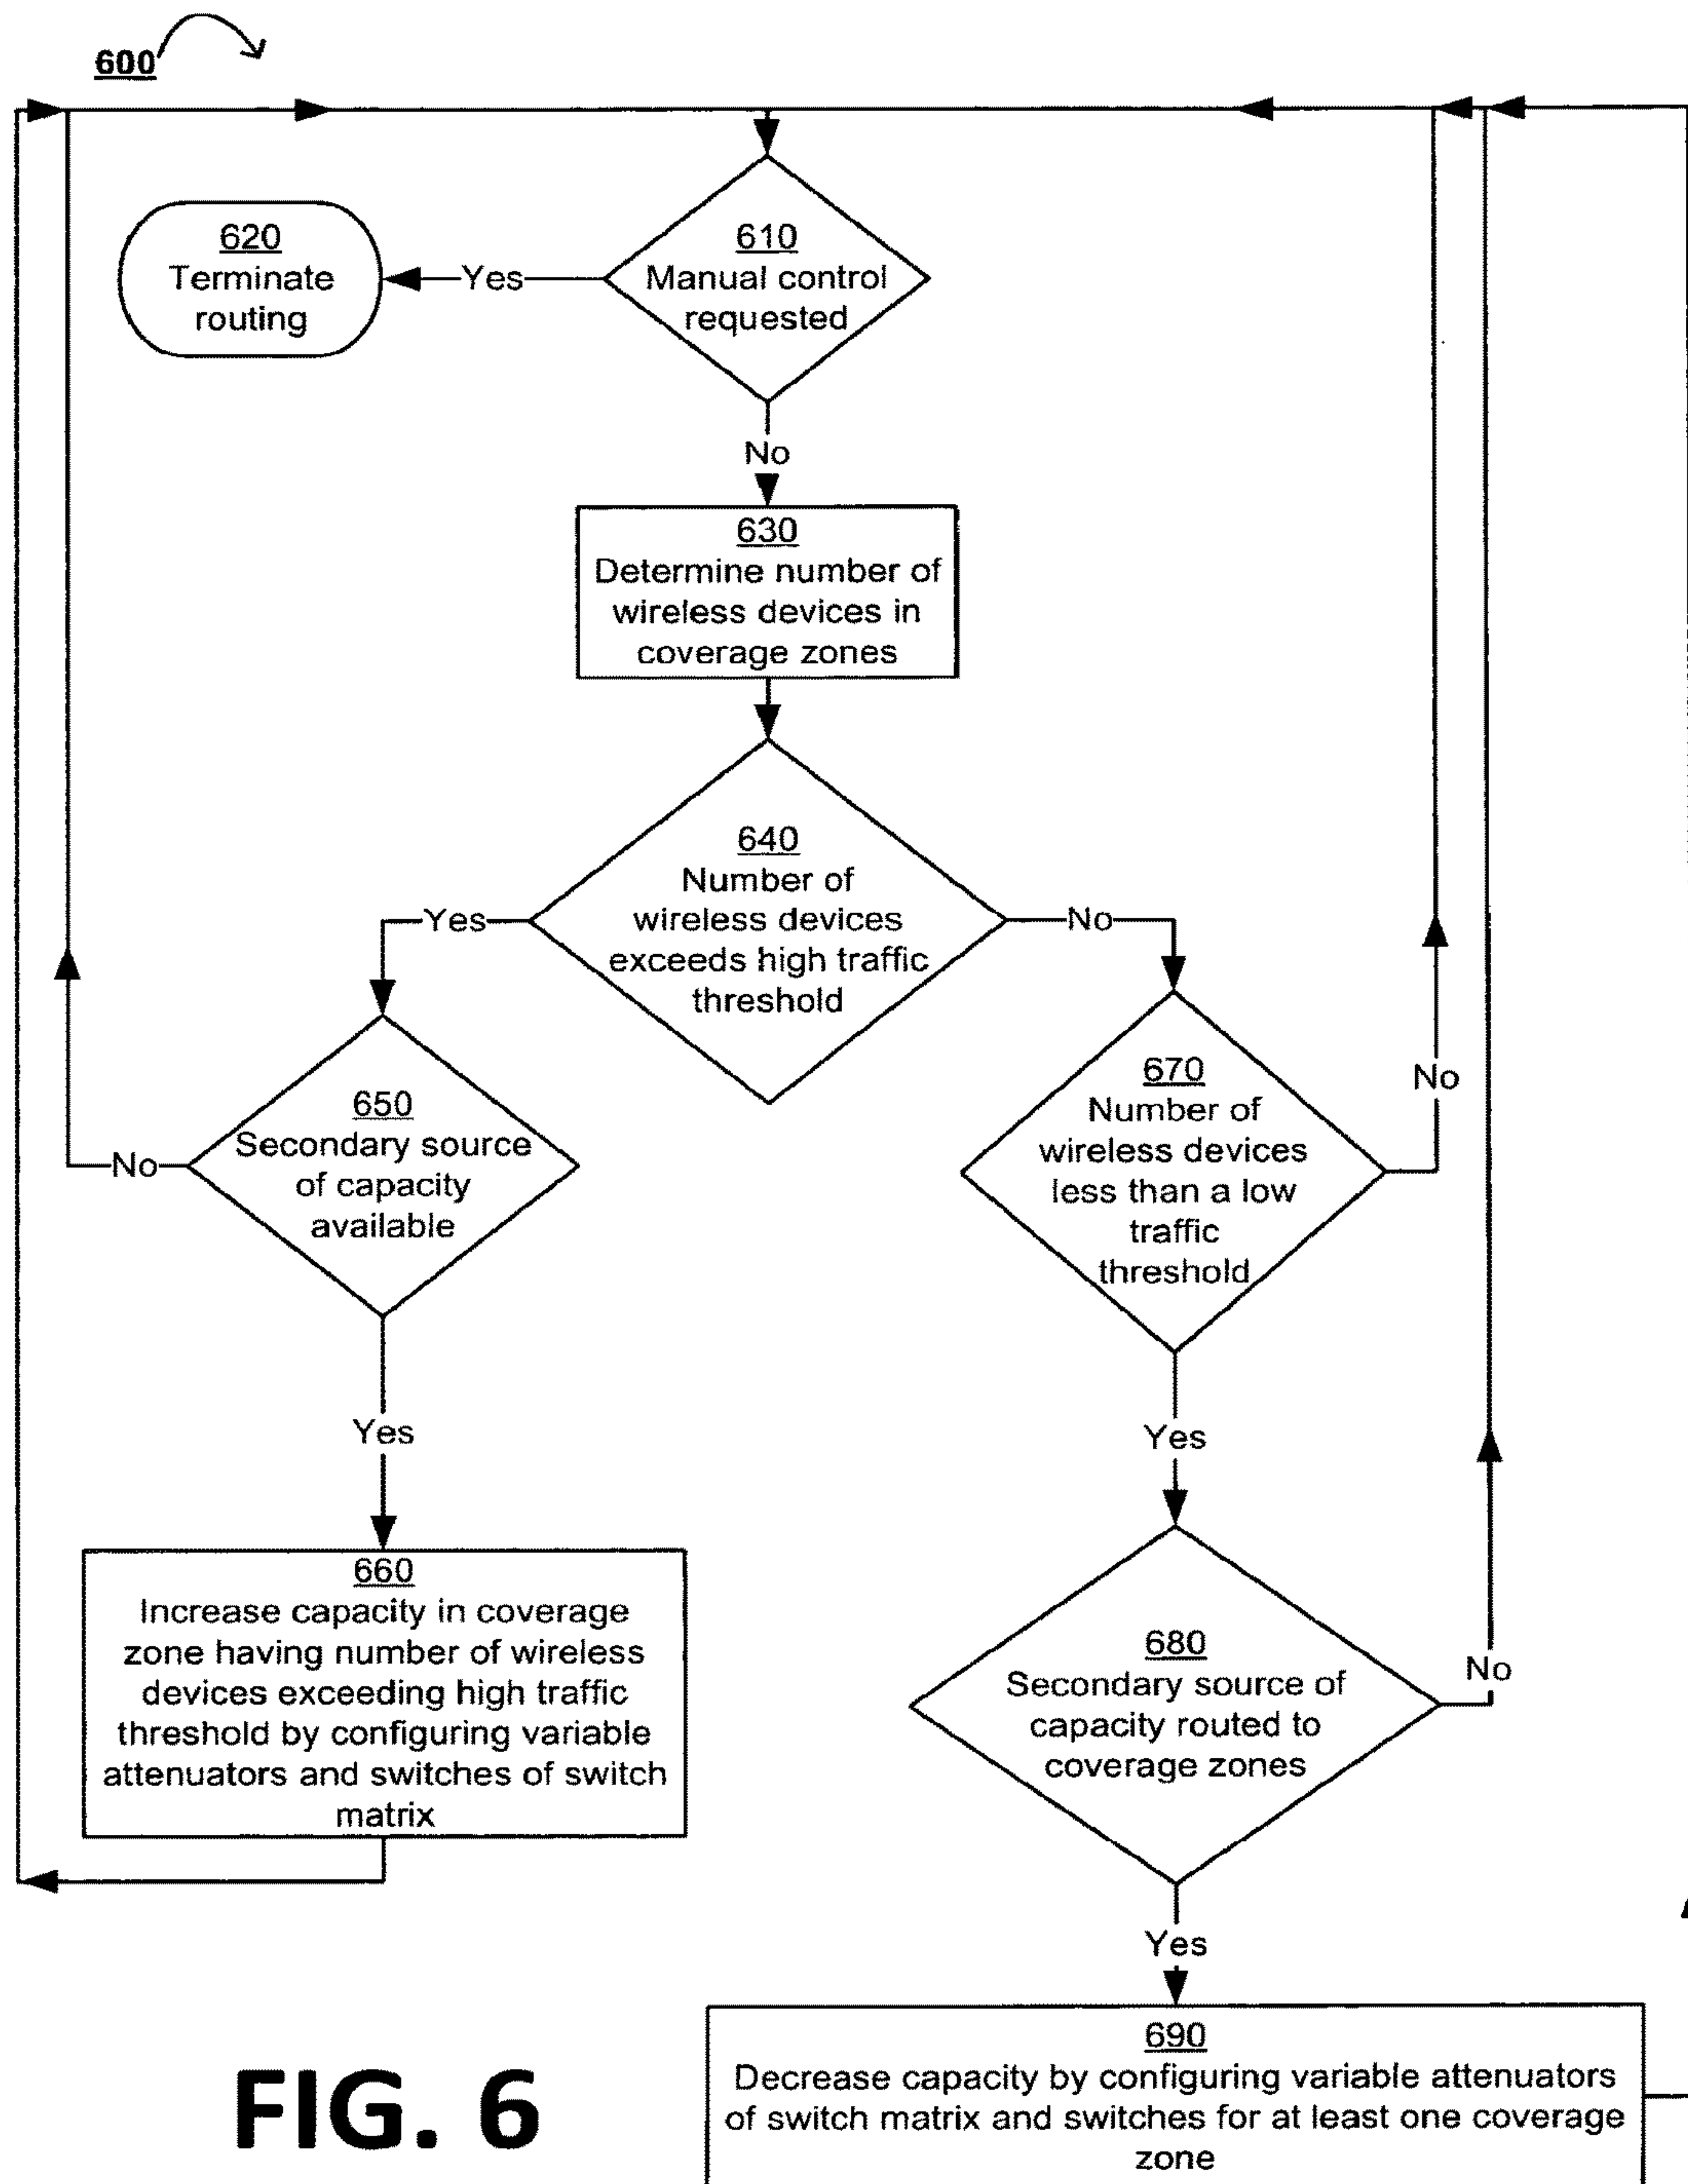 600
610
Manual control
requested
Yes
620
Terminate
routing
No
630
Determine number of
wireless devices in
coverage zones
640
Number of
wireless devices
exceeds high traffic
threshold
Yes
No
650
Secondary source
of capacity
available
No
Yes
670
Number of
wireless devices
less than a low
traffic
threshold
No
Yes
660
Increase capacity in coverage
zone having number of wireless
devices exceeding high traffic
threshold by configuring variable
attenuators and switches of switch
matrix
680
Secondary source of
capacity routed to
coverage zones
No
Yes
690
Decrease capacity by configuring variable attenuators
of switch matrix and switches for at least one coverage
zone
FIG. 6